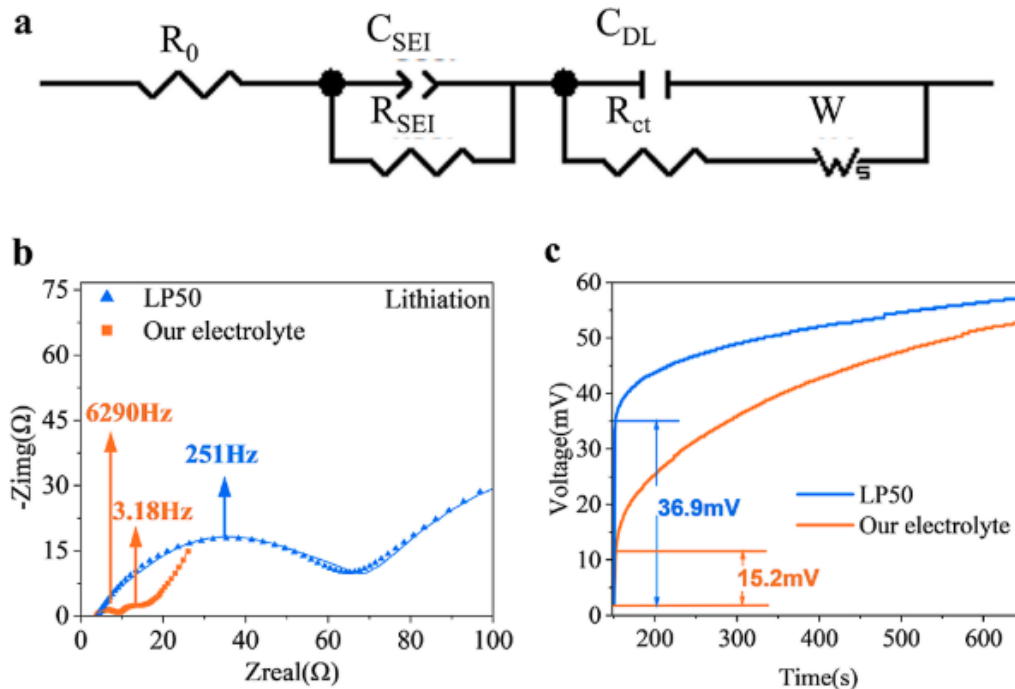 a
R0
CSEI
CDL
RSEI
Rct
W
Ws
b
c
75
60
45
30
15
0
-Zimg(Ω)
LP50
Our electrolyte
Lithiation
6290Hz
3.18Hz
251Hz
0 20 40 60 80 100
Zreal(Ω)
60
50
40
30
20
10
0
Voltage(mV)
36.9mV
LP50
Our electrolyte
15.2mV
200 300 400 500 600
Time(s)